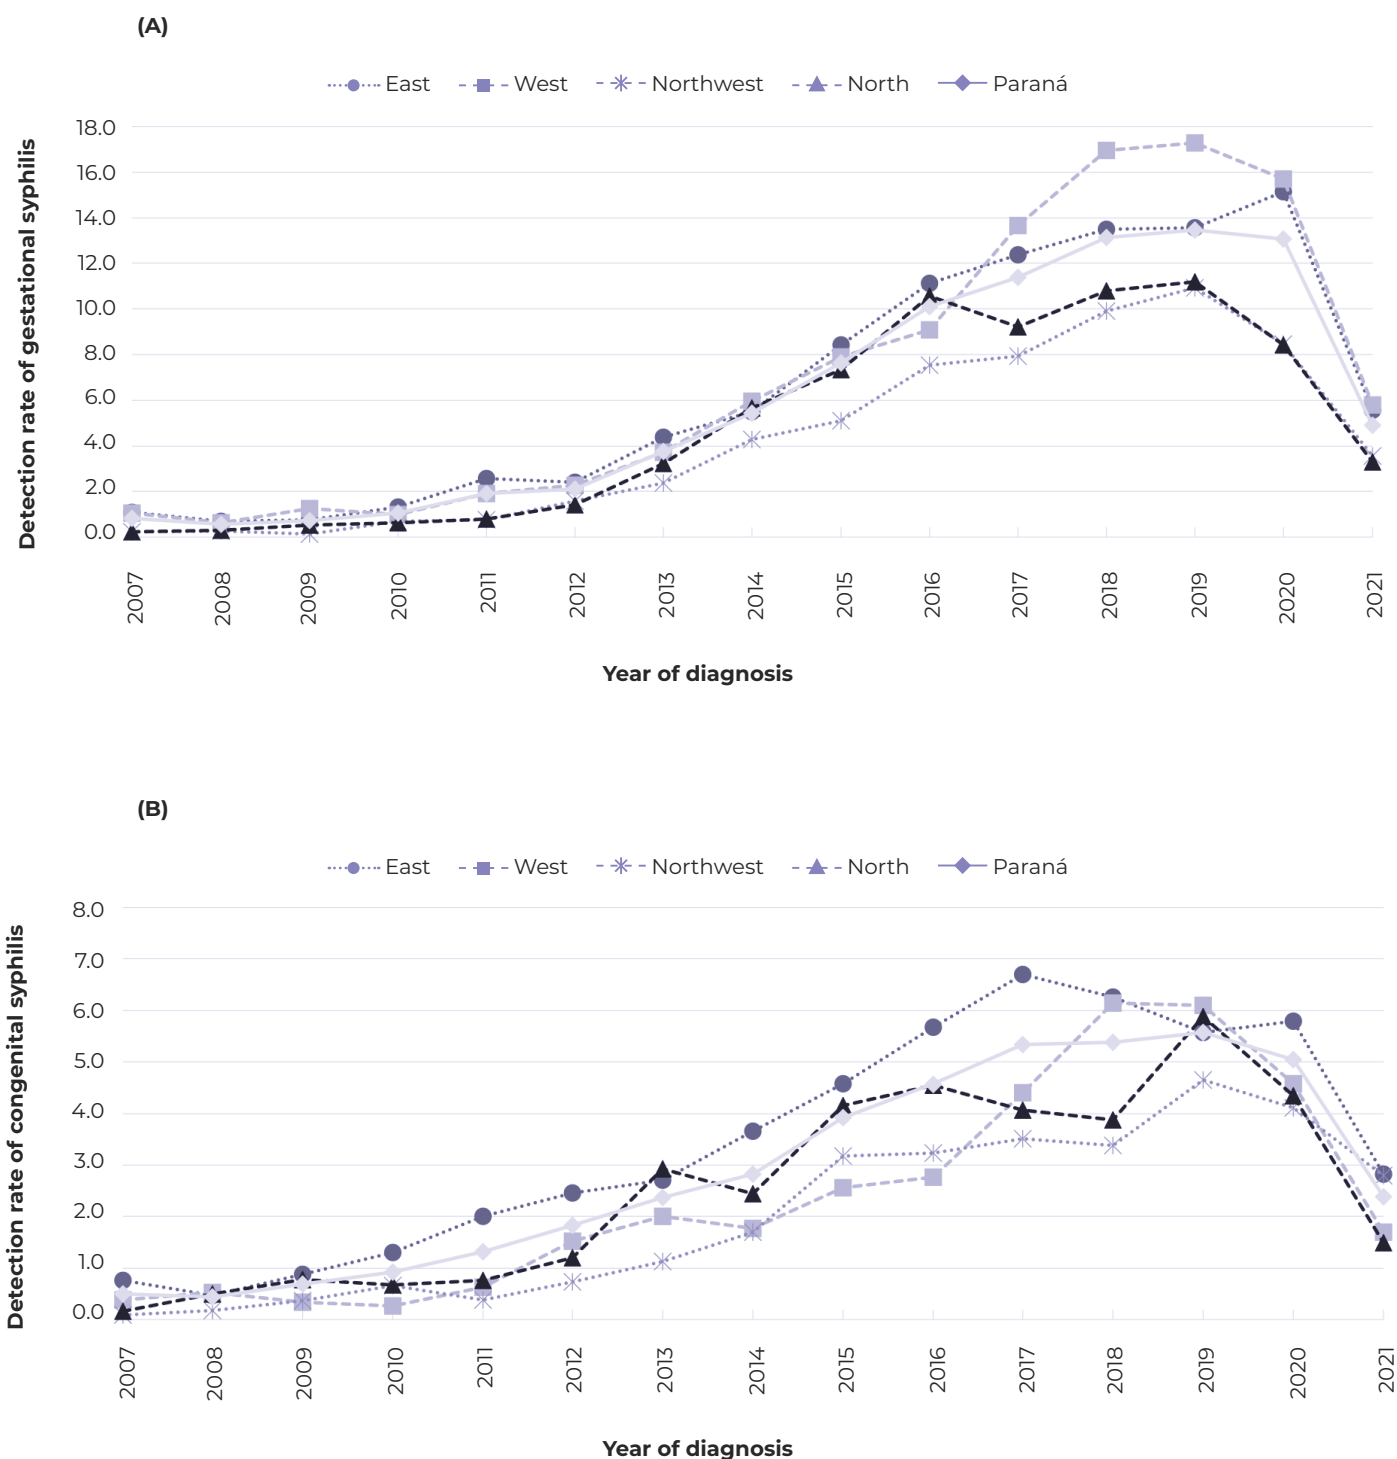 (A)
East West Northwest North Paraná
Detection rate of gestational syphilis
18.0
16.0
14.0
12.0
10.0
8.0
6.0
4.0
2.0
0.0
2007 2008 2009 2010 2011 2012 2013 2014 2015 2016 2017 2018 2019 2020 2021
Year of diagnosis
(B)
East West Northwest North Paraná
Detection rate of congenital syphilis
8.0
7.0
6.0
5.0
4.0
3.0
2.0
1.0
0.0
2007 2008 2009 2010 2011 2012 2013 2014 2015 2016 2017 2018 2019 2020 2021
Year of diagnosis